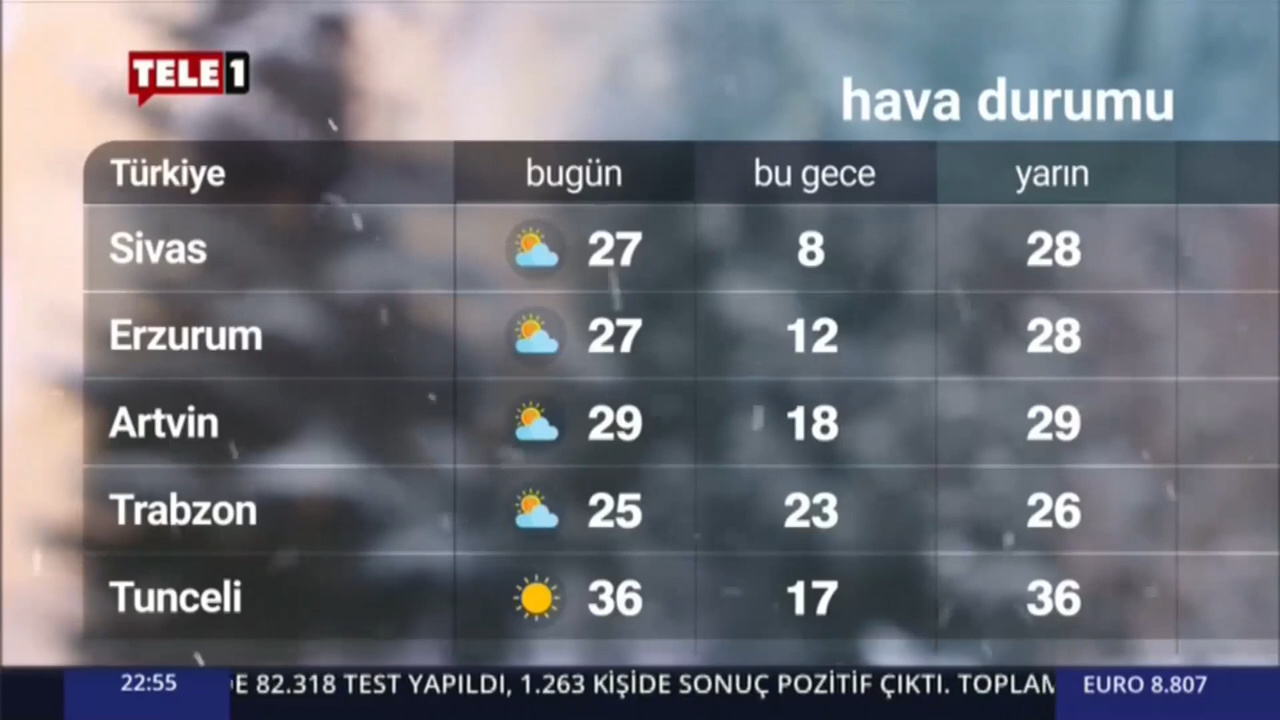 TELE1
hava durumu
Türkiye bugün bu gece yarın
Sivas 27 8 28
Erzurum 27 12 28
Artvin 29 18 29
Trabzon 25 23 26
Tunceli 36 17 36
22:55 E 82.318 TEST YAPILDI, 1.263 KİŞİDE SONUÇ POZİTİF ÇIKTI. TOPLAM EURO 8.807